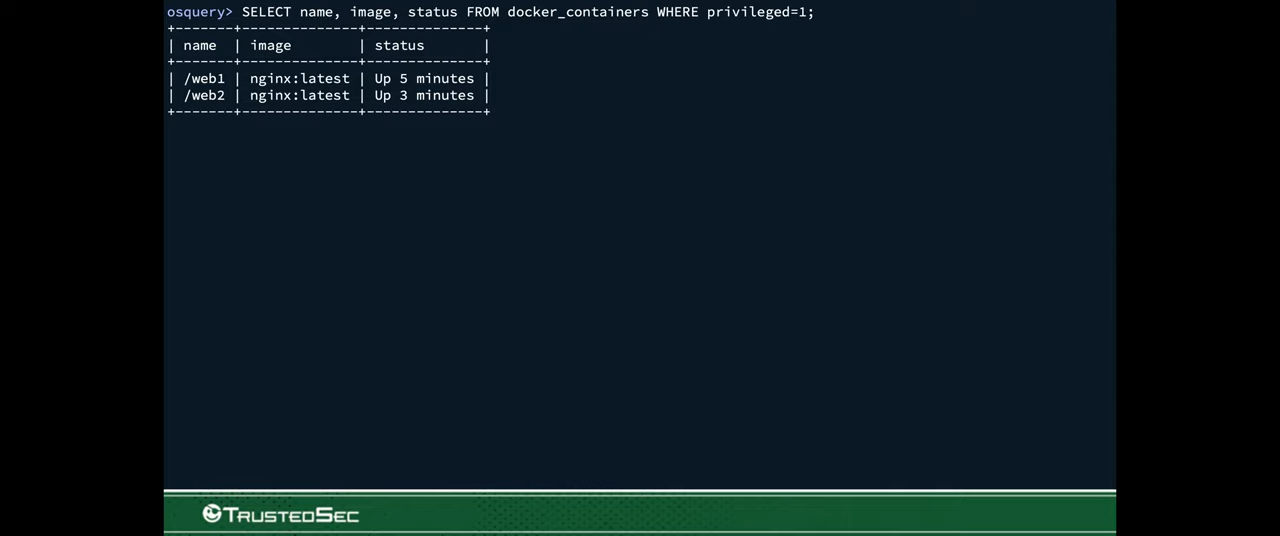 osquery> SELECT name, image, status FROM docker_containers WHERE privileged=1;
+-------+--------------+--------------+
| name  | image        | status       |
+-------+--------------+--------------+
| /web1 | nginx:latest | Up 5 minutes |
| /web2 | nginx:latest | Up 3 minutes |
+-------+--------------+--------------+
TRUSTEDSEC